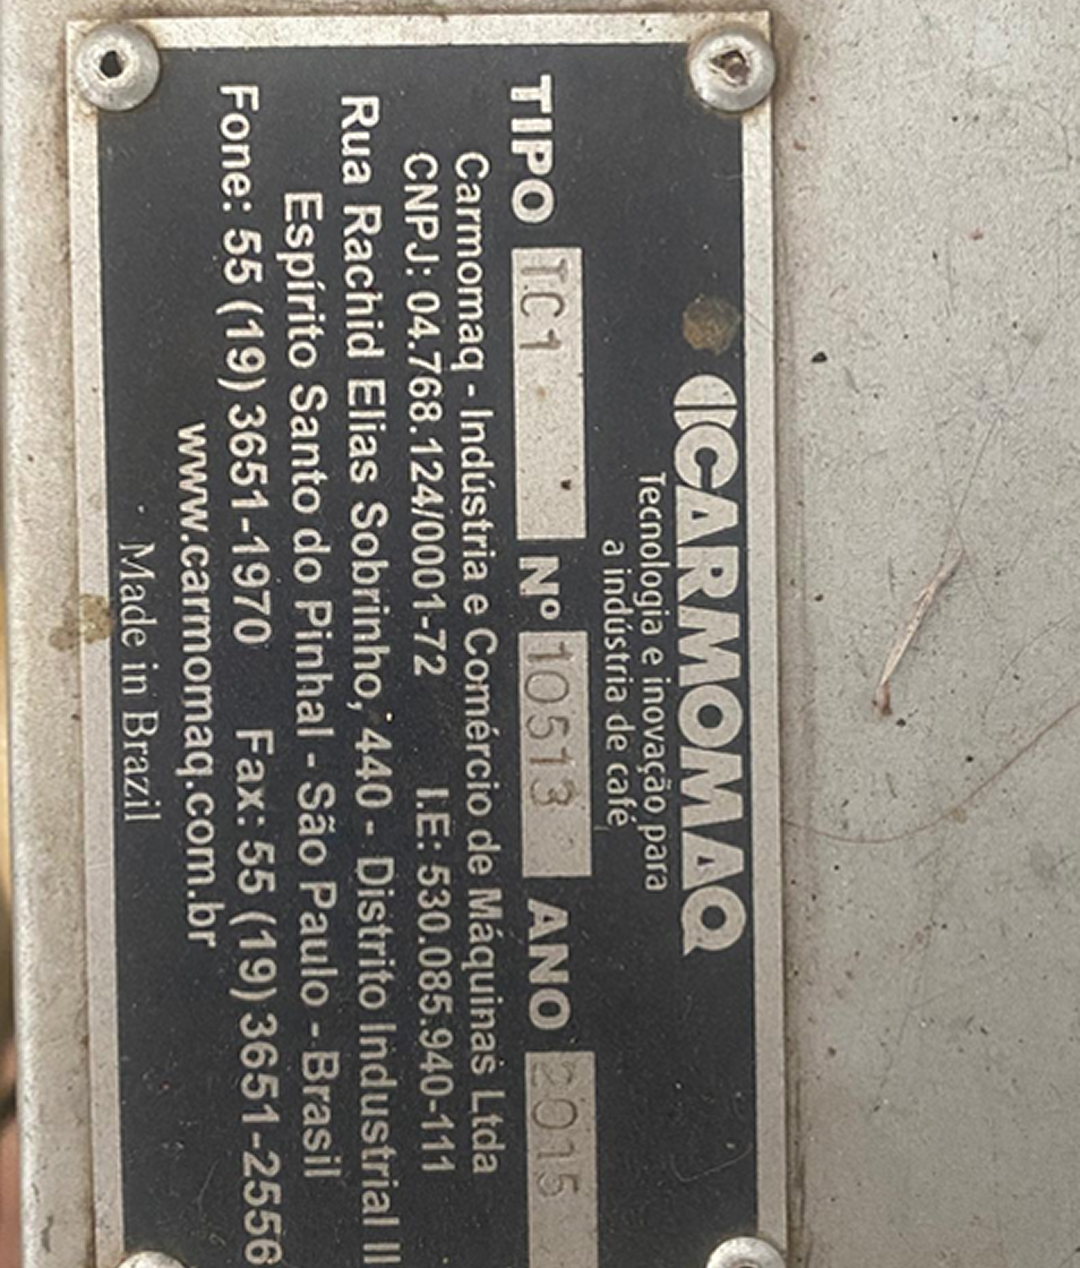 CARMOMAQ
Tecnologia e inovação para
a indústria de café
TIPO T.C1 Nº 10513 ANO 2015
Carmomaq - Indústria e Comércio de Máquinas Ltda
CNPJ: 04.768.124/0001-72 I.E: 530.085.940-111
Rua Rachid Elias Sobrinho, 440 - Distrito Industrial II
Espírito Santo do Pinhal - São Paulo - Brasil
Fone: 55 (19) 3651-1970 Fax: 55 (19) 3651-2556
www.carmomaq.com.br
Made in Brazil